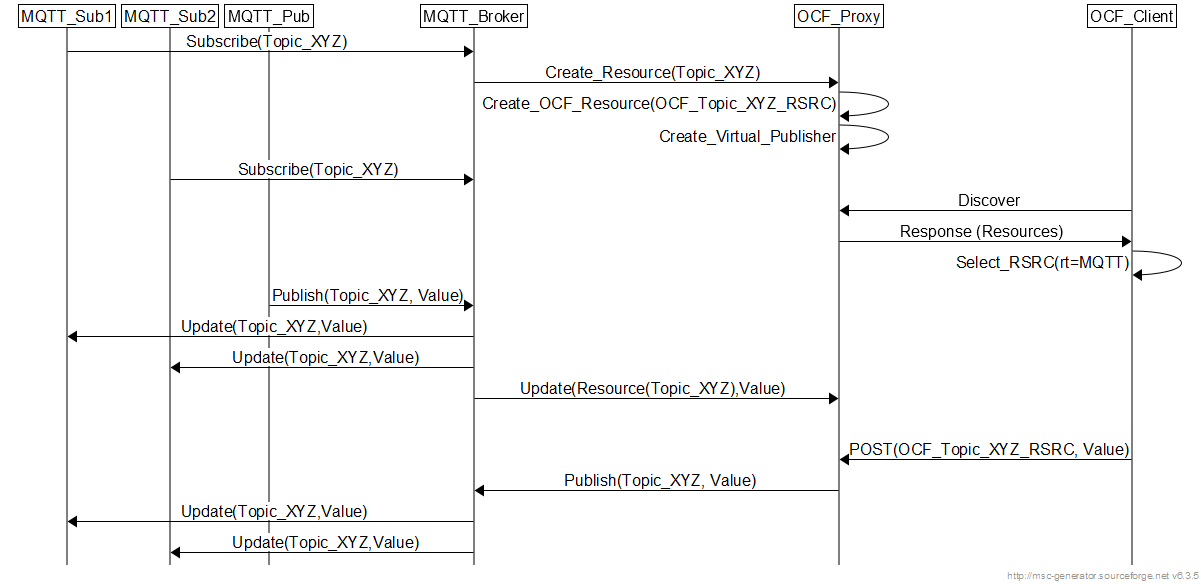 MQTT_Sub1 MQTT_Sub2 MQTT_Pub MQTT_Broker OCF_Proxy OCF_Client
Subscribe(Topic_XYZ)
Create_Resource(Topic_XYZ)
Create_OCF_Resource(OCF_Topic_XYZ_RSRC)
Create_Virtual_Publisher
Subscribe(Topic_XYZ)
Discover
Response (Resources)
Select_RSRC(rt=MQTT)
Publish(Topic_XYZ, Value)
Update(Topic_XYZ,Value)
Update(Topic_XYZ,Value)
Update(Resource(Topic_XYZ),Value)
POST(OCF_Topic_XYZ_RSRC, Value)
Publish(Topic_XYZ, Value)
Update(Topic_XYZ,Value)
Update(Topic_XYZ,Value)
http://msc-generator.sourceforge.net v6.3.5